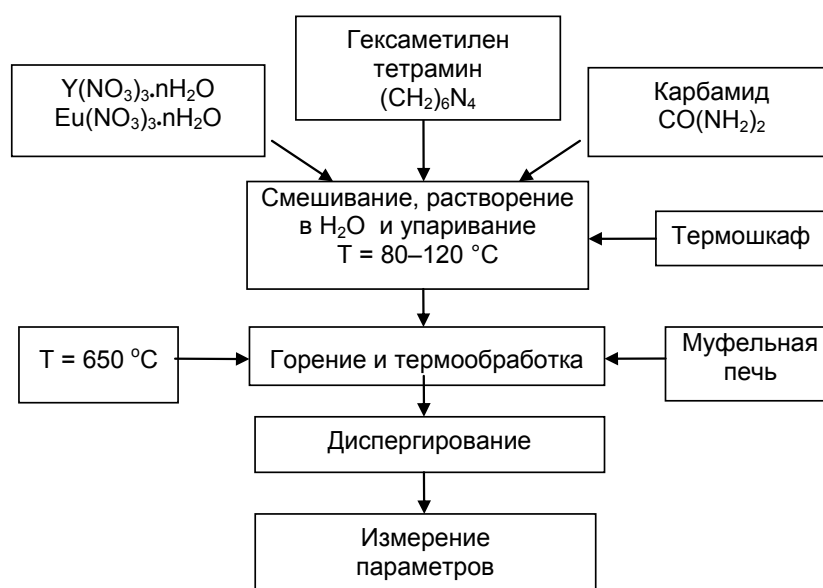 Гексаметилен
тетрамин
(CH₂)₆N₄
Y(NO₃)₃•nH₂O
Eu(NO₃)₃•nH₂O
Карбамид
CO(NH₂)₂
Смешивание, растворение
в H₂O и упаривание
T = 80–120 °C
Термошкаф
T = 650 °C
Горение и термообработка
Муфельная
печь
Диспергирование
Измерение
параметров